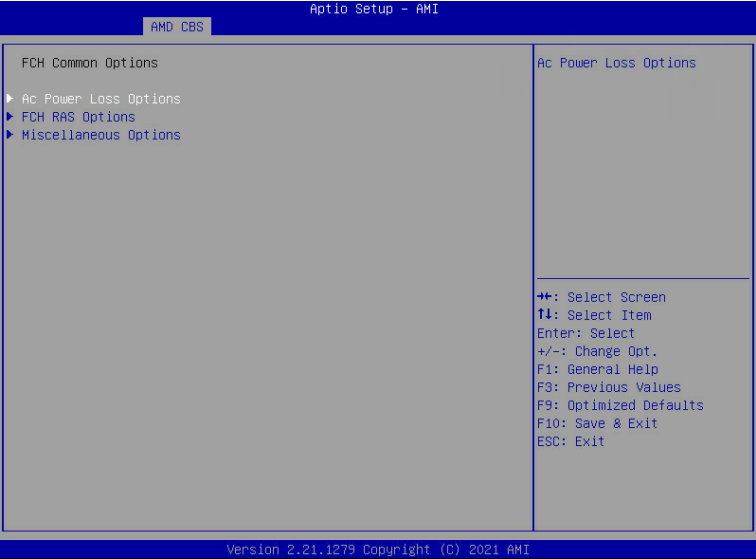 Aptio Setup - AMI
AMD CBS
FCH Common Options
Ac Power Loss Options
FCH RAS Options
Miscellaneous Options
Ac Power Loss Options
→←: Select Screen
↑↓: Select Item
Enter: Select
+/-: Change Opt.
F1: General Help
F3: Previous Values
F9: Optimized Defaults
F10: Save & Exit
ESC: Exit
Version 2.21.1279 Copyright (C) 2021 AMI